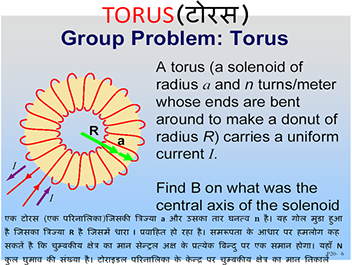 TORUS(टोरस)
Group Problem: Torus
A torus (a solenoid of
radius a and n turns/meter
whose ends are bent
around to make a donut of
radius R) carries a uniform
current I.
R
a
I
I
Find B on what was the
central axis of the solenoid
एक टोरस (एक परिनालिका)जिसकी त्रिज्या a और उसका तार घनत्व n है। यह गोल मुडा हुआ
है जिसका त्रिज्या R है जिसमें धारा I प्रवाहित हो रहा है। समरूपता के आधार पर हमलोग कह
सकतें है कि चुम्बकीय क्षेत्र का मान सेन्ट्रल अक्ष के प्रत्येक बिन्दु पर एक समान होगा। यहाँ N
कुल घुमाव की संख्या है। टोराइडल परिनालिका के केन्द्र पर चुम्बकीय क्षेत्र का मान निकालें
P20- 6